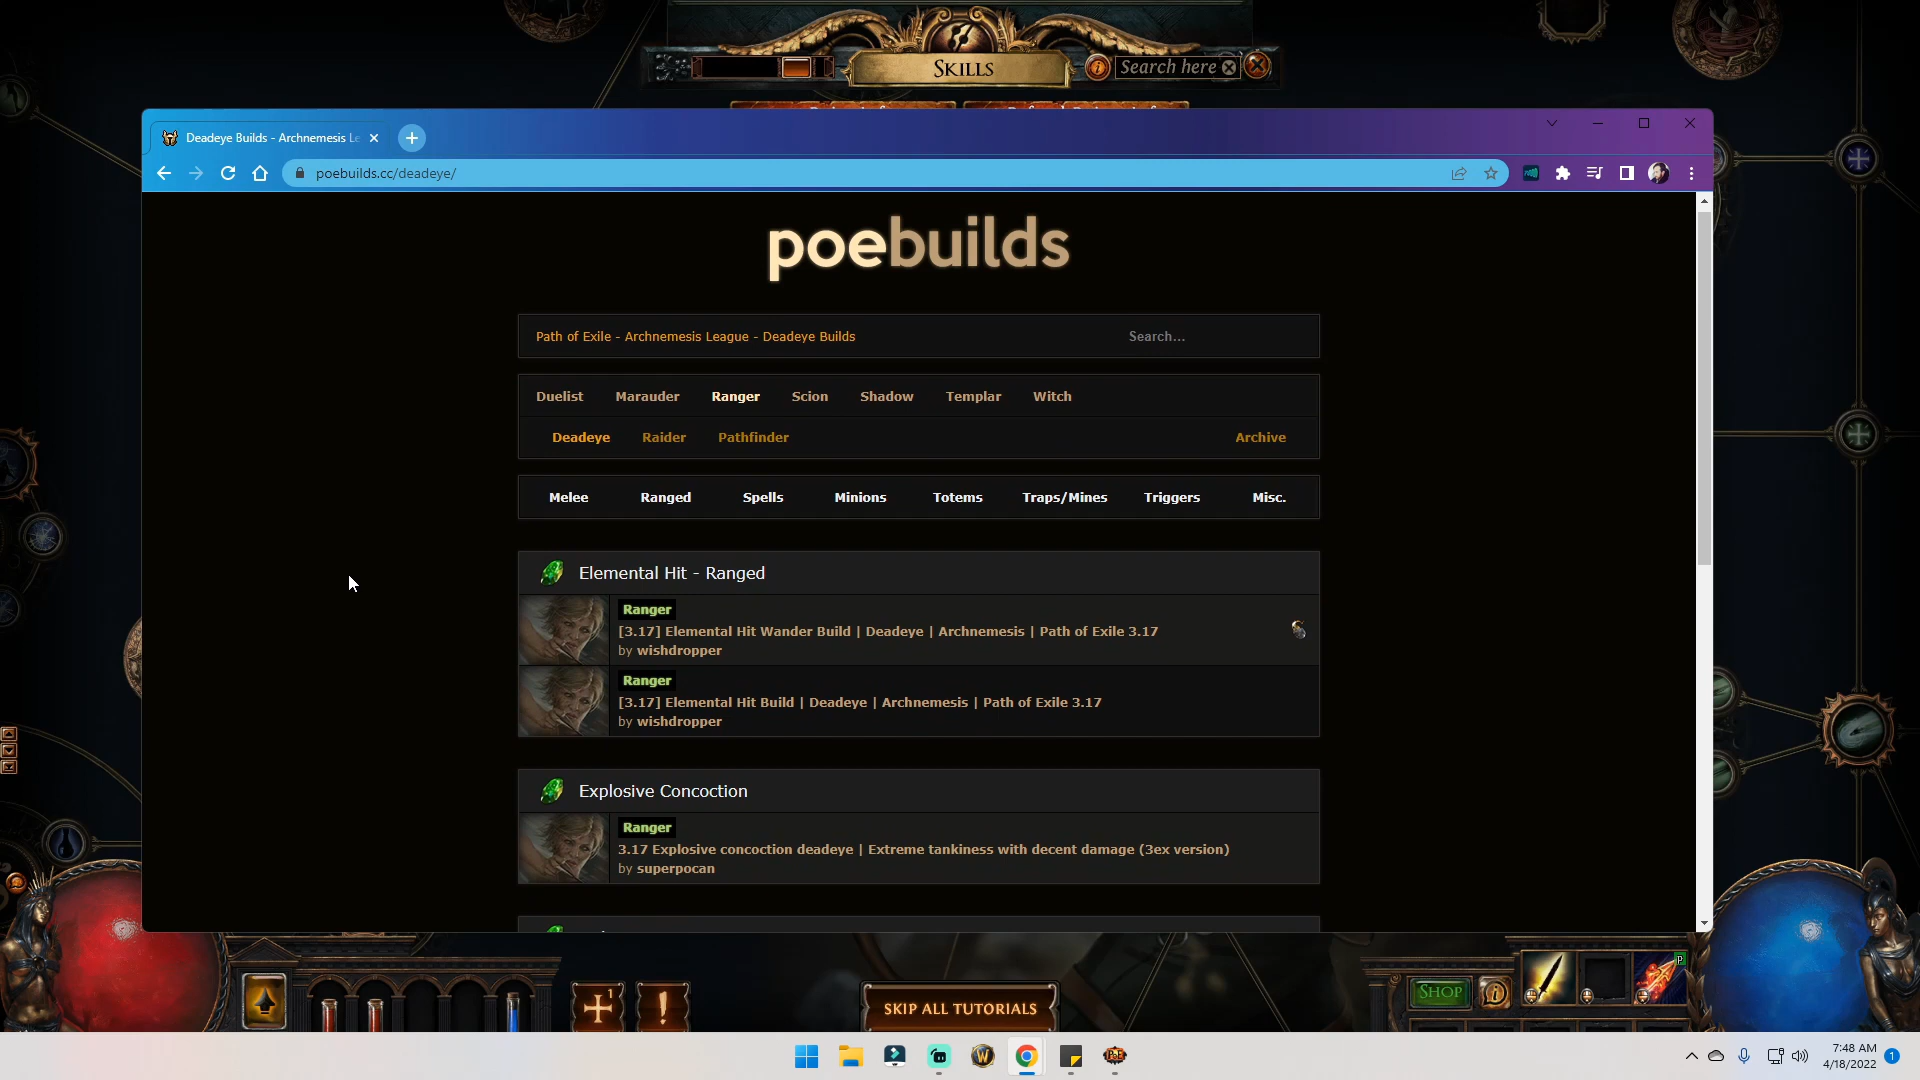 SKILLS
Search here
Deadeye Builds - Archnemesis Le
poebuilds.cc/deadeye/
poebuilds
Path of Exile - Archnemesis League - Deadeye Builds
Search...
Duelist Marauder Ranger Scion Shadow Templar Witch
Deadeye Raider Pathfinder Archive
Melee Ranged Spells Minions Totems Traps/Mines Triggers Misc.
Elemental Hit - Ranged
Ranger
[3.17] Elemental Hit Wander Build | Deadeye | Archnemesis | Path of Exile 3.17
by wishdropper
Ranger
[3.17] Elemental Hit Build | Deadeye | Archnemesis | Path of Exile 3.17
by wishdropper
Explosive Concoction
Ranger
3.17 Explosive concoction deadeye | Extreme tankiness with decent damage (3ex version)
by superpocan
1
SKIP ALL TUTORIALS
SHOP
P
7:48 AM
4/18/2022
1